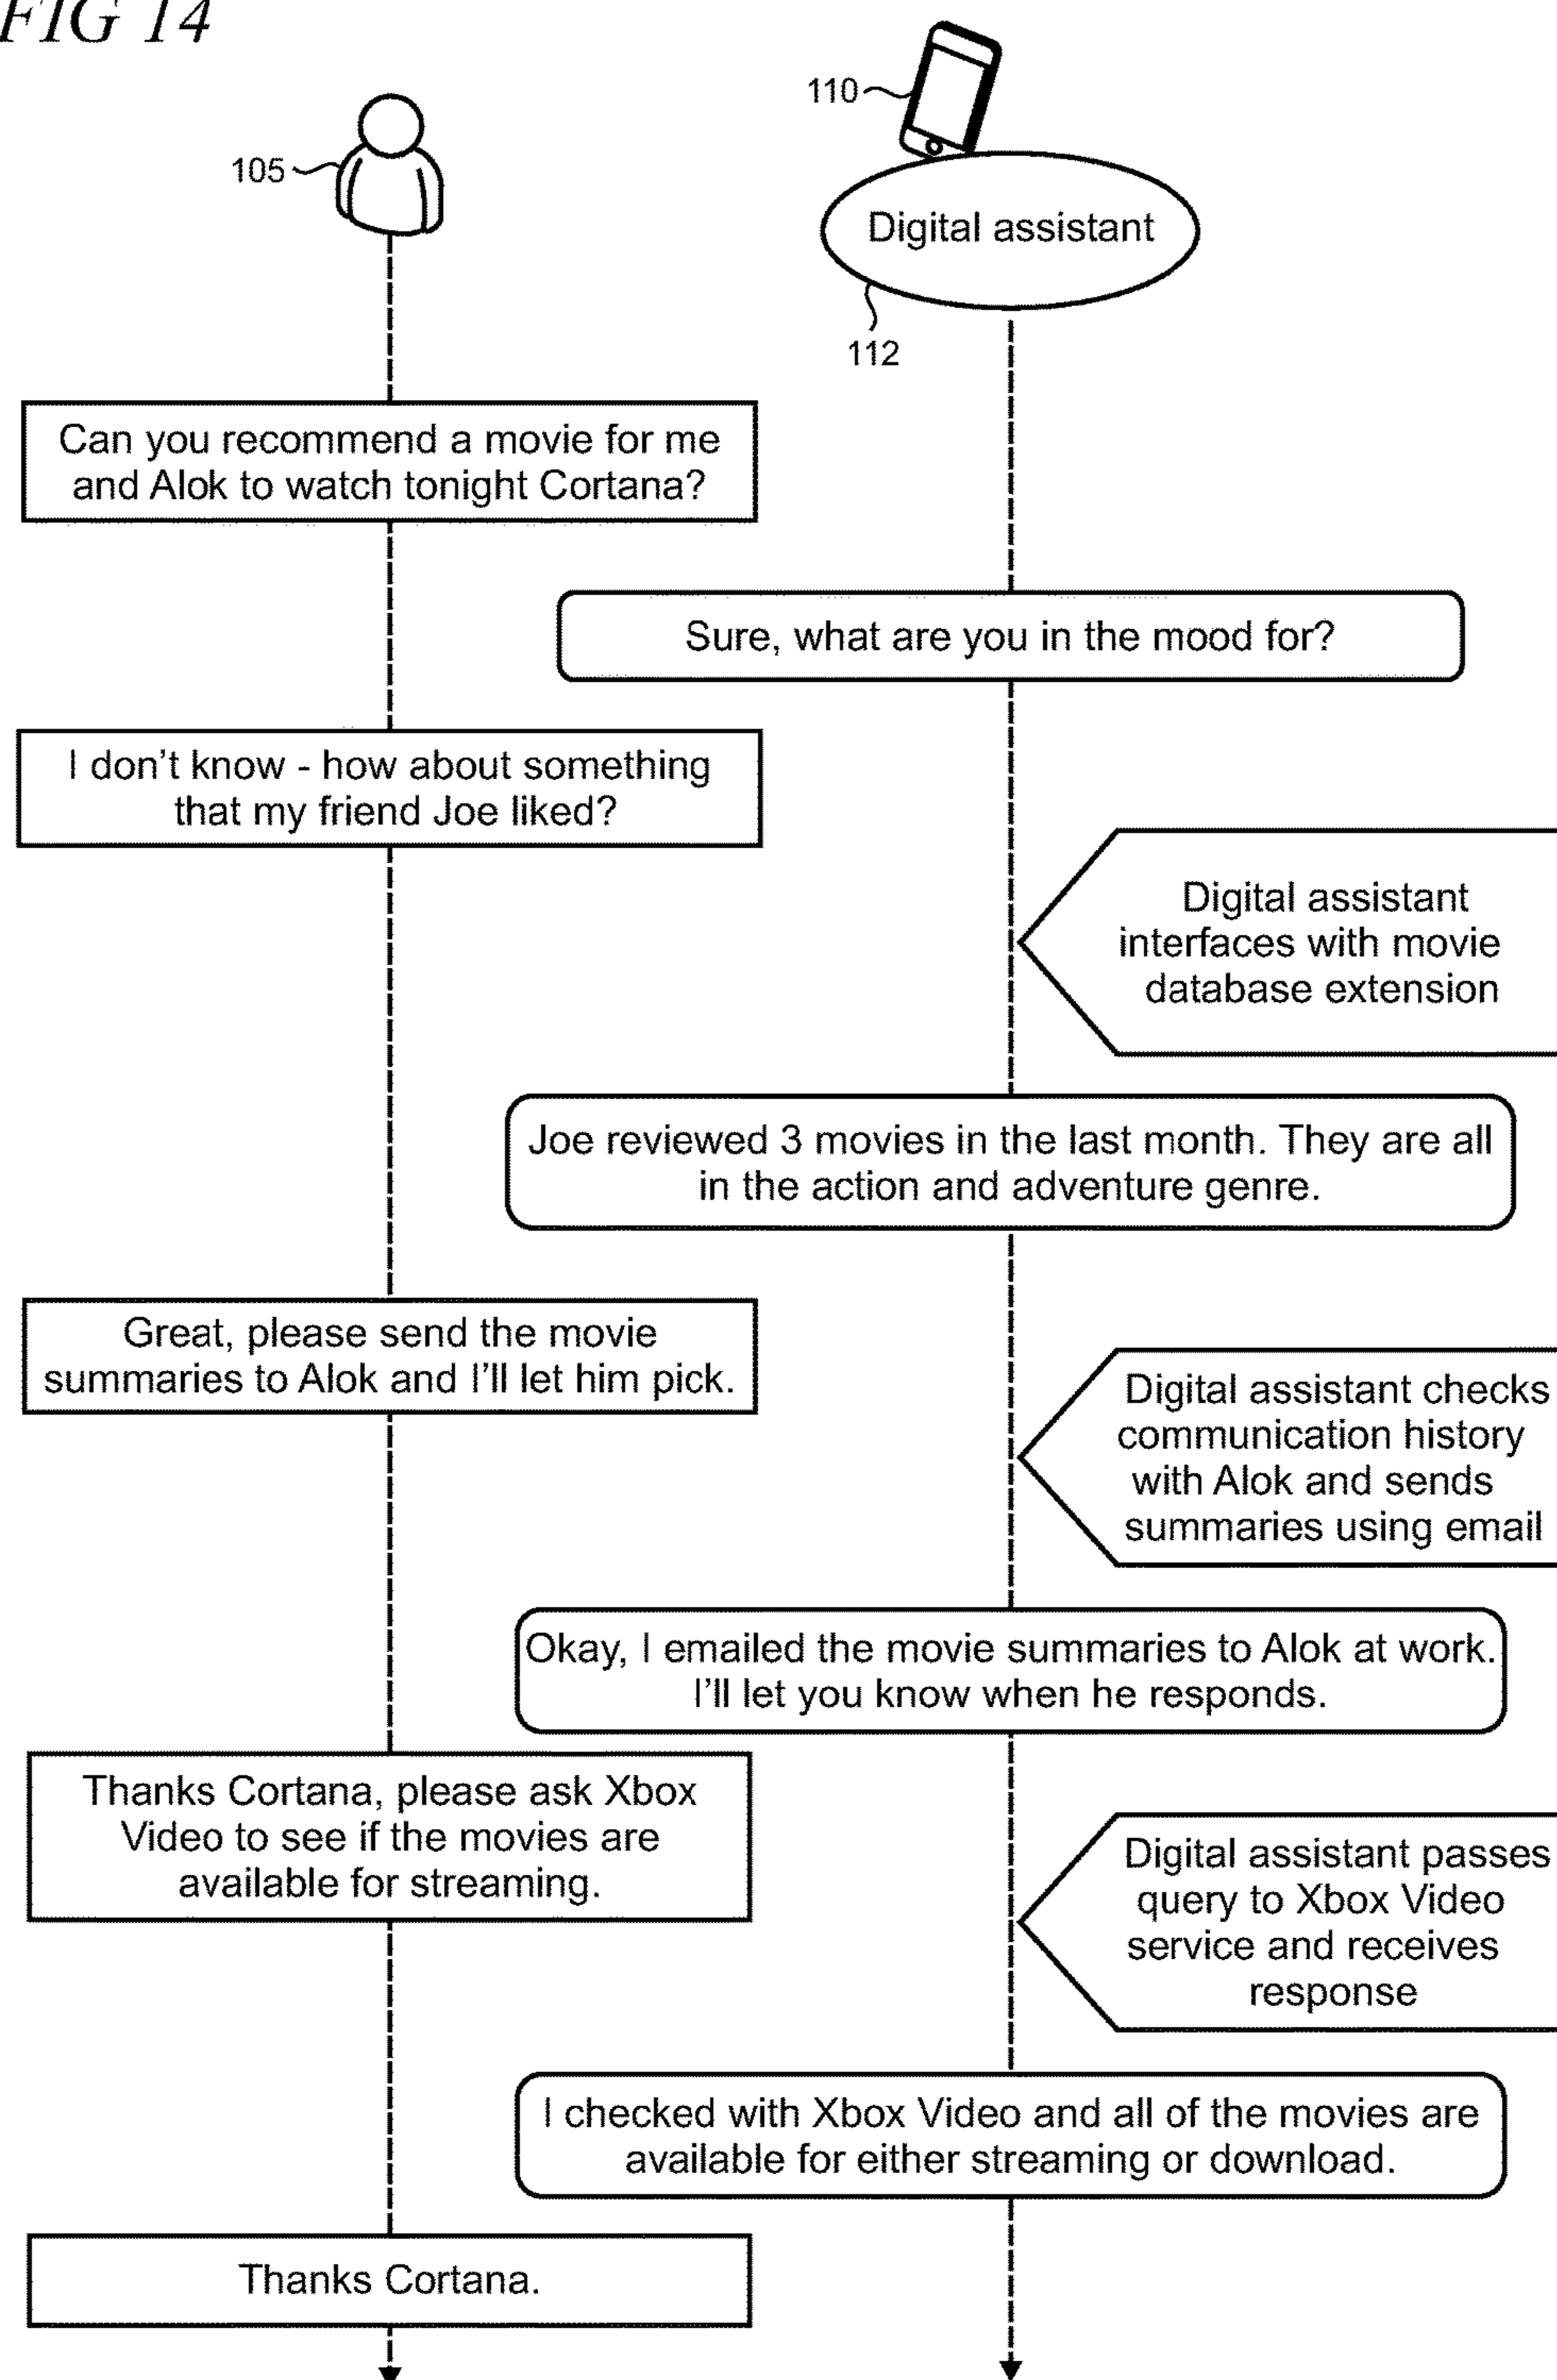 FIG 14
110
105
Digital assistant
112
Can you recommend a movie for me
and Alok to watch tonight Cortana?
Sure, what are you in the mood for?
I don't know - how about something
that my friend Joe liked?
Digital assistant
interfaces with movie
database extension
Joe reviewed 3 movies in the last month. They are all
in the action and adventure genre.
Great, please send the movie
summaries to Alok and I'll let him pick.
Digital assistant checks
communication history
with Alok and sends
summaries using email
Okay, I emailed the movie summaries to Alok at work.
I'll let you know when he responds.
Thanks Cortana, please ask Xbox
Video to see if the movies are
available for streaming.
Digital assistant passes
query to Xbox Video
service and receives
response
I checked with Xbox Video and all of the movies are
available for either streaming or download.
Thanks Cortana.